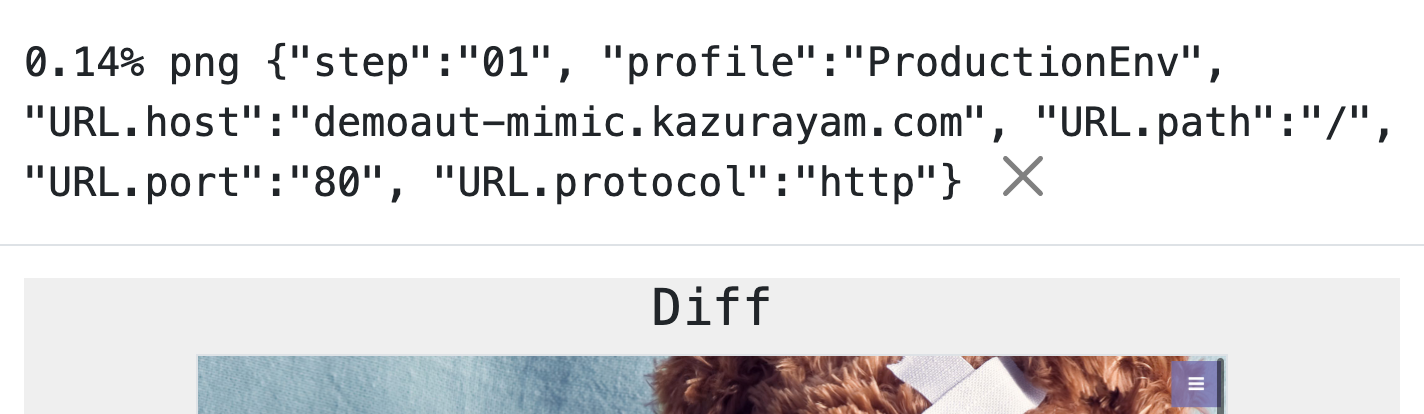 0.14% png {"step":"01", "profile":"ProductionEnv",
"URL.host":"demoaut-mimic.kazurayam.com", "URL.path":"/",
"URL.port":"80", "URL.protocol":"http"}
Diff